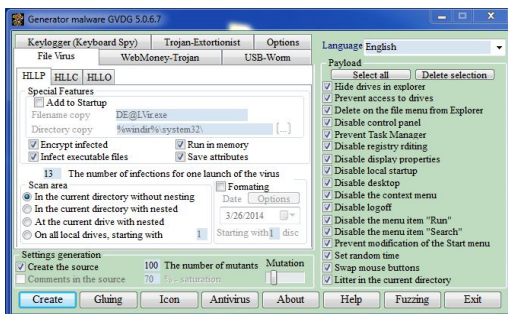 Generator malware GVDG 5.0.6.7
Keylogger (Keyboard Spy) Trojan-Extortionist Options
File Virus WebMoney-Trojan USB-Worm
HLLP HLLC HLLO
Special Features
Add to Startup
Filename copy DE@LVir.exe
Directory copy %windir%\system32\ [...]
Encrypt infected Run in memory
Infect executable files Save attributes
13 The number of infections for one launch of the virus
Scan area
In the current directory without nesting
In the current directory with nested
At the current drive with nested
On all local drives, starting with 1
Formating
Date Options
3/26/2014
Starting with 1 disc
Settings generation
Create the source 100 The number of mutants Mutation
Comments in the source 70 % - saturation
Language English
Payload
Select all Delete selection
Hide drives in explorer
Prevent access to drives
Delete on the file menu from Explorer
Disable control panel
Prevent Task Manager
Disable registry editing
Disable display properties
Disable local startup
Disable desktop
Disable the context menu
Disable logoff
Disable the menu item "Run"
Disable the menu item "Search"
Prevent modification of the Start menu
Set random time
Swap mouse buttons
Litter in the current directory
Create Gluing Icon Antivirus About Help Fuzzing Exit